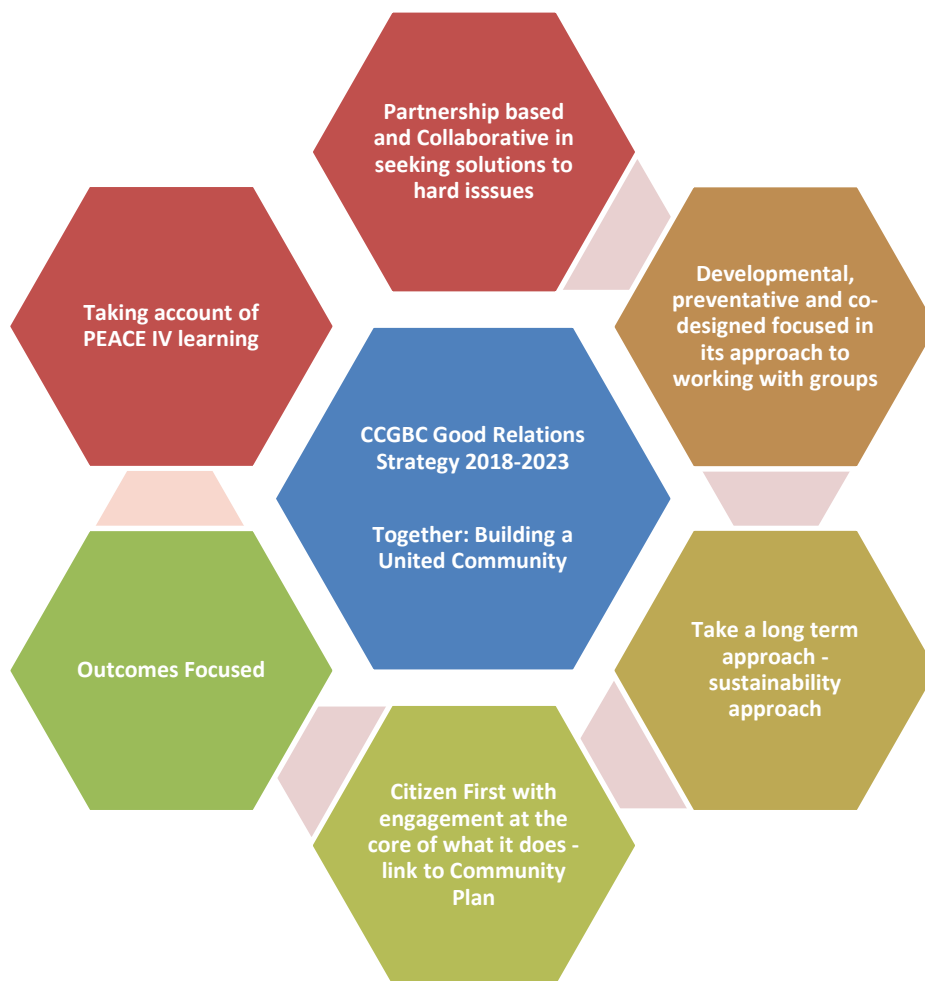 Partnership based
and Collaborative in
seeking solutions to
hard isssues
Developmental,
preventative and co-
designed focused in
its approach to
working with groups
Take a long term
approach -
sustainability
approach
Citizen First with
engagement at the
core of what it does -
link to Community
Plan
Outcomes Focused
Taking account of
PEACE IV learning
CCGBC Good Relations
Strategy 2018-2023
Together: Building a
United Community